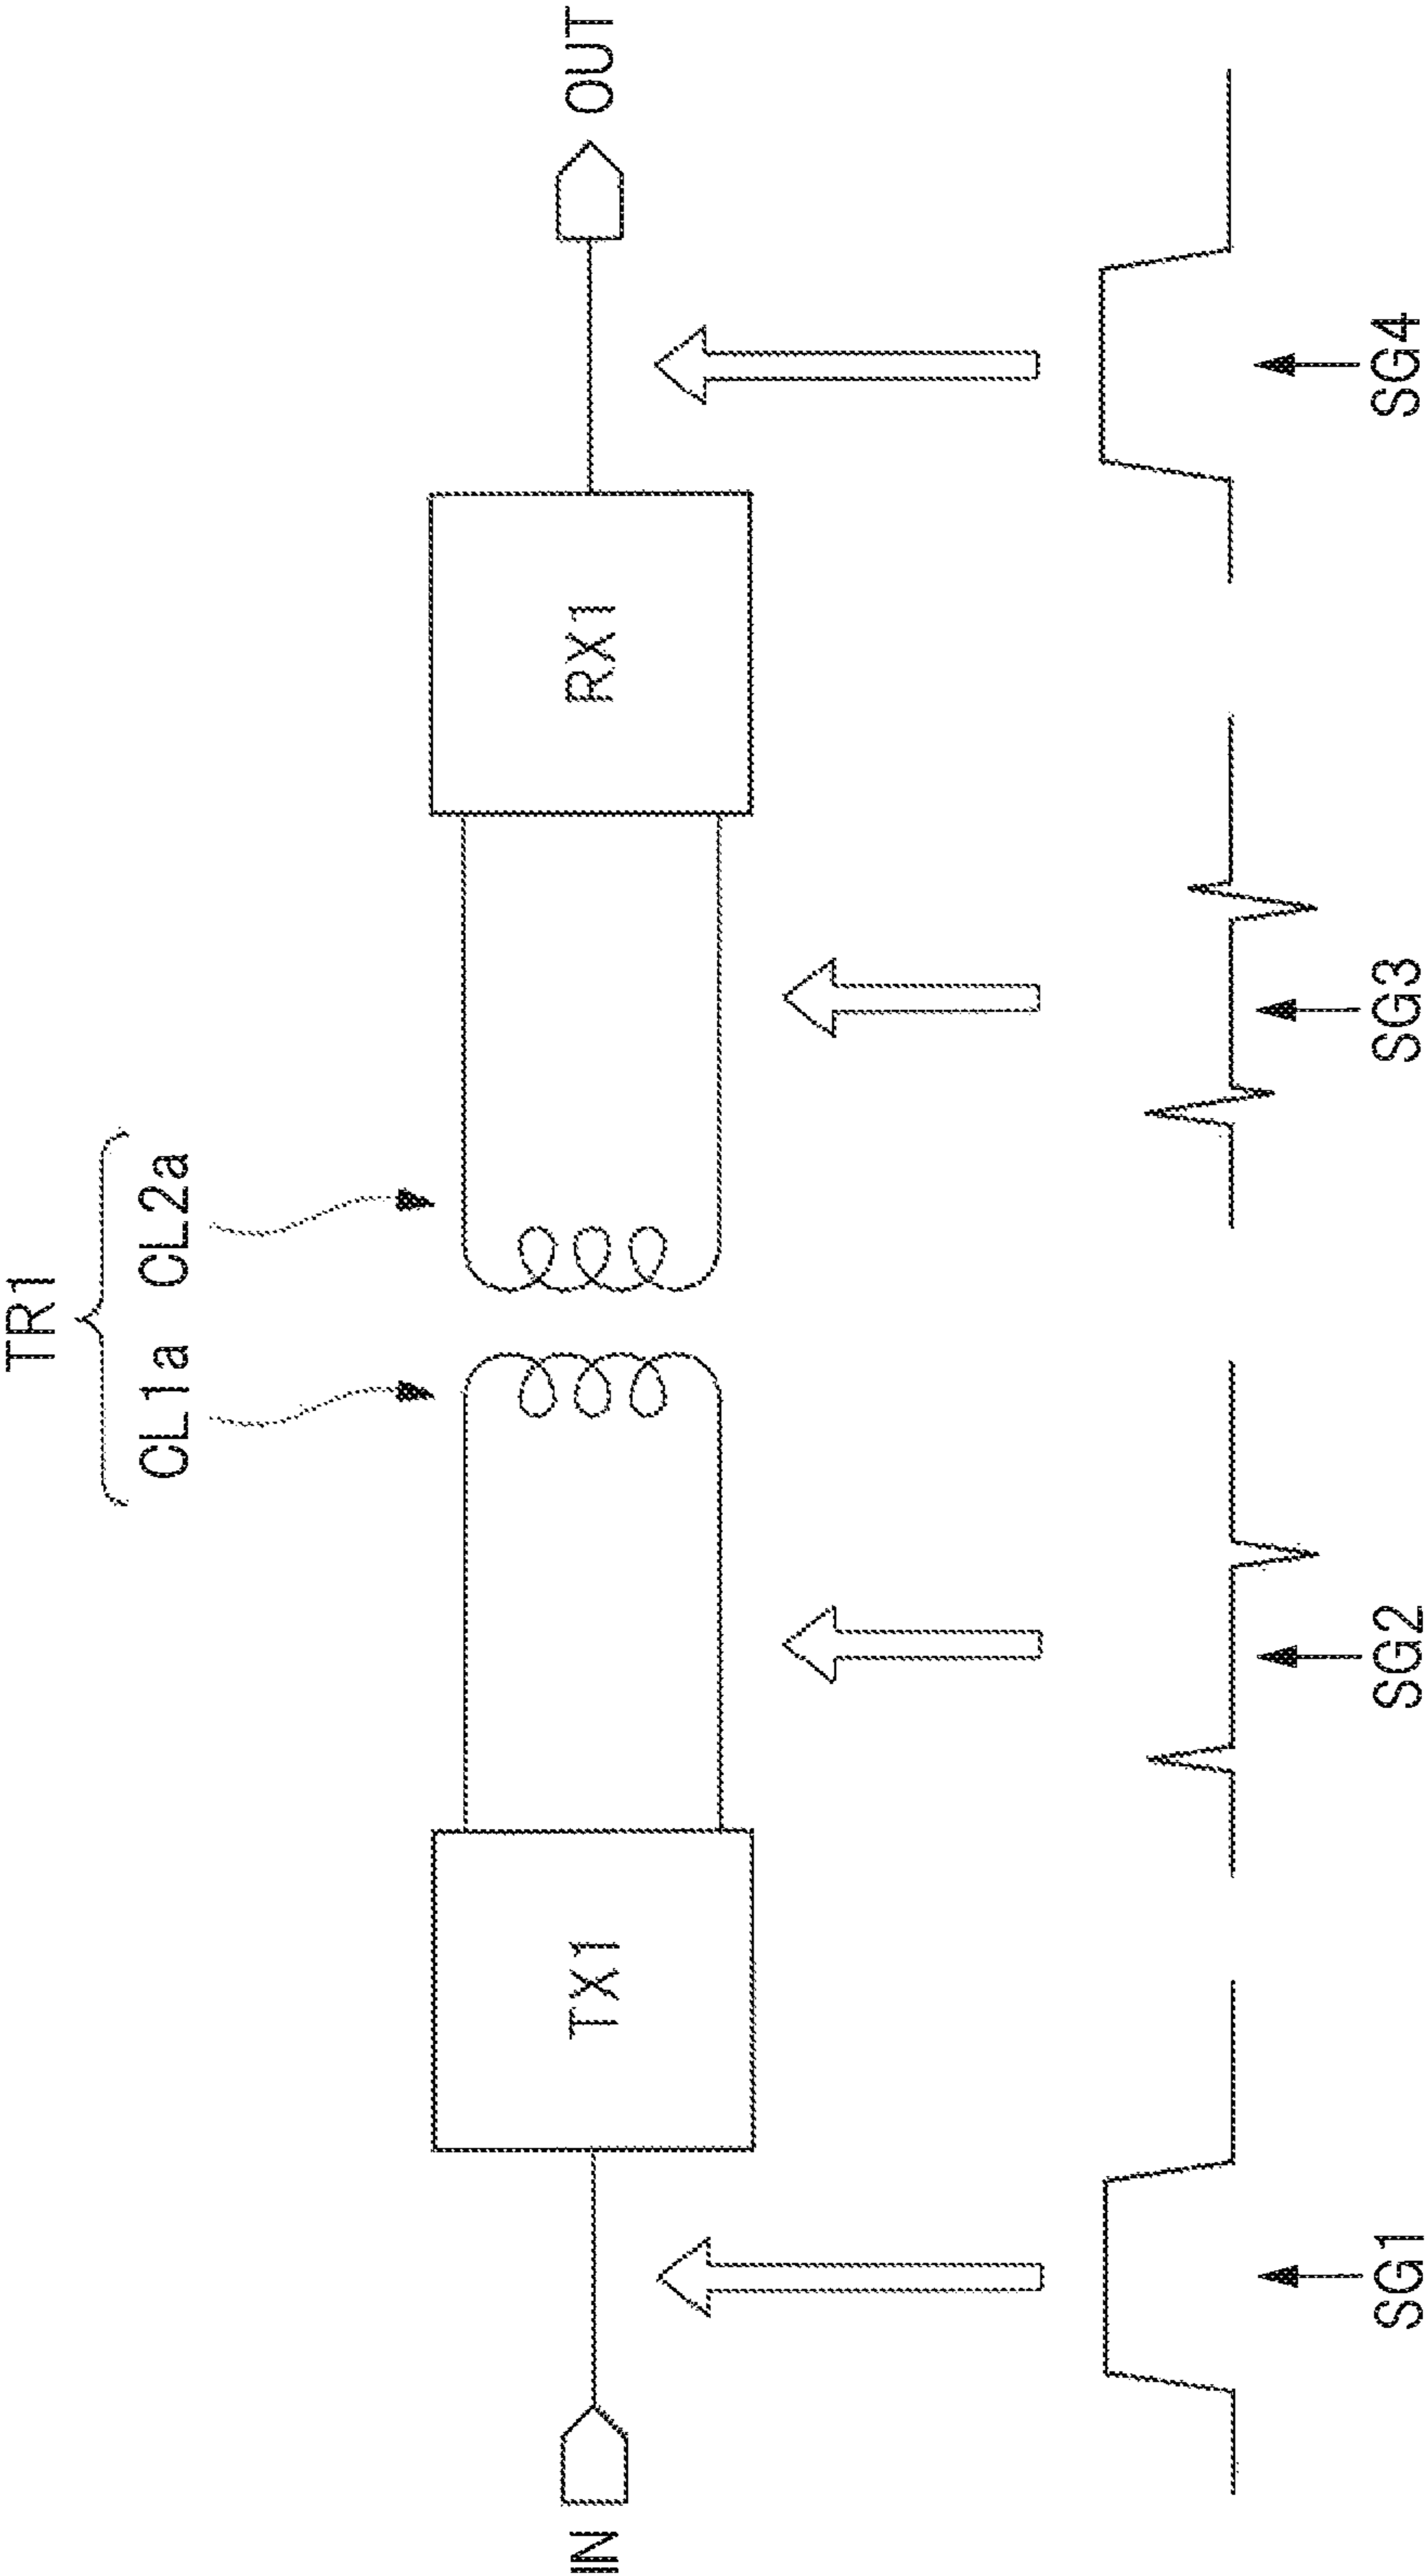 TR1
CL1a CL2a
IN
TX1
RX1
OUT
SG1
SG2
SG3
SG4